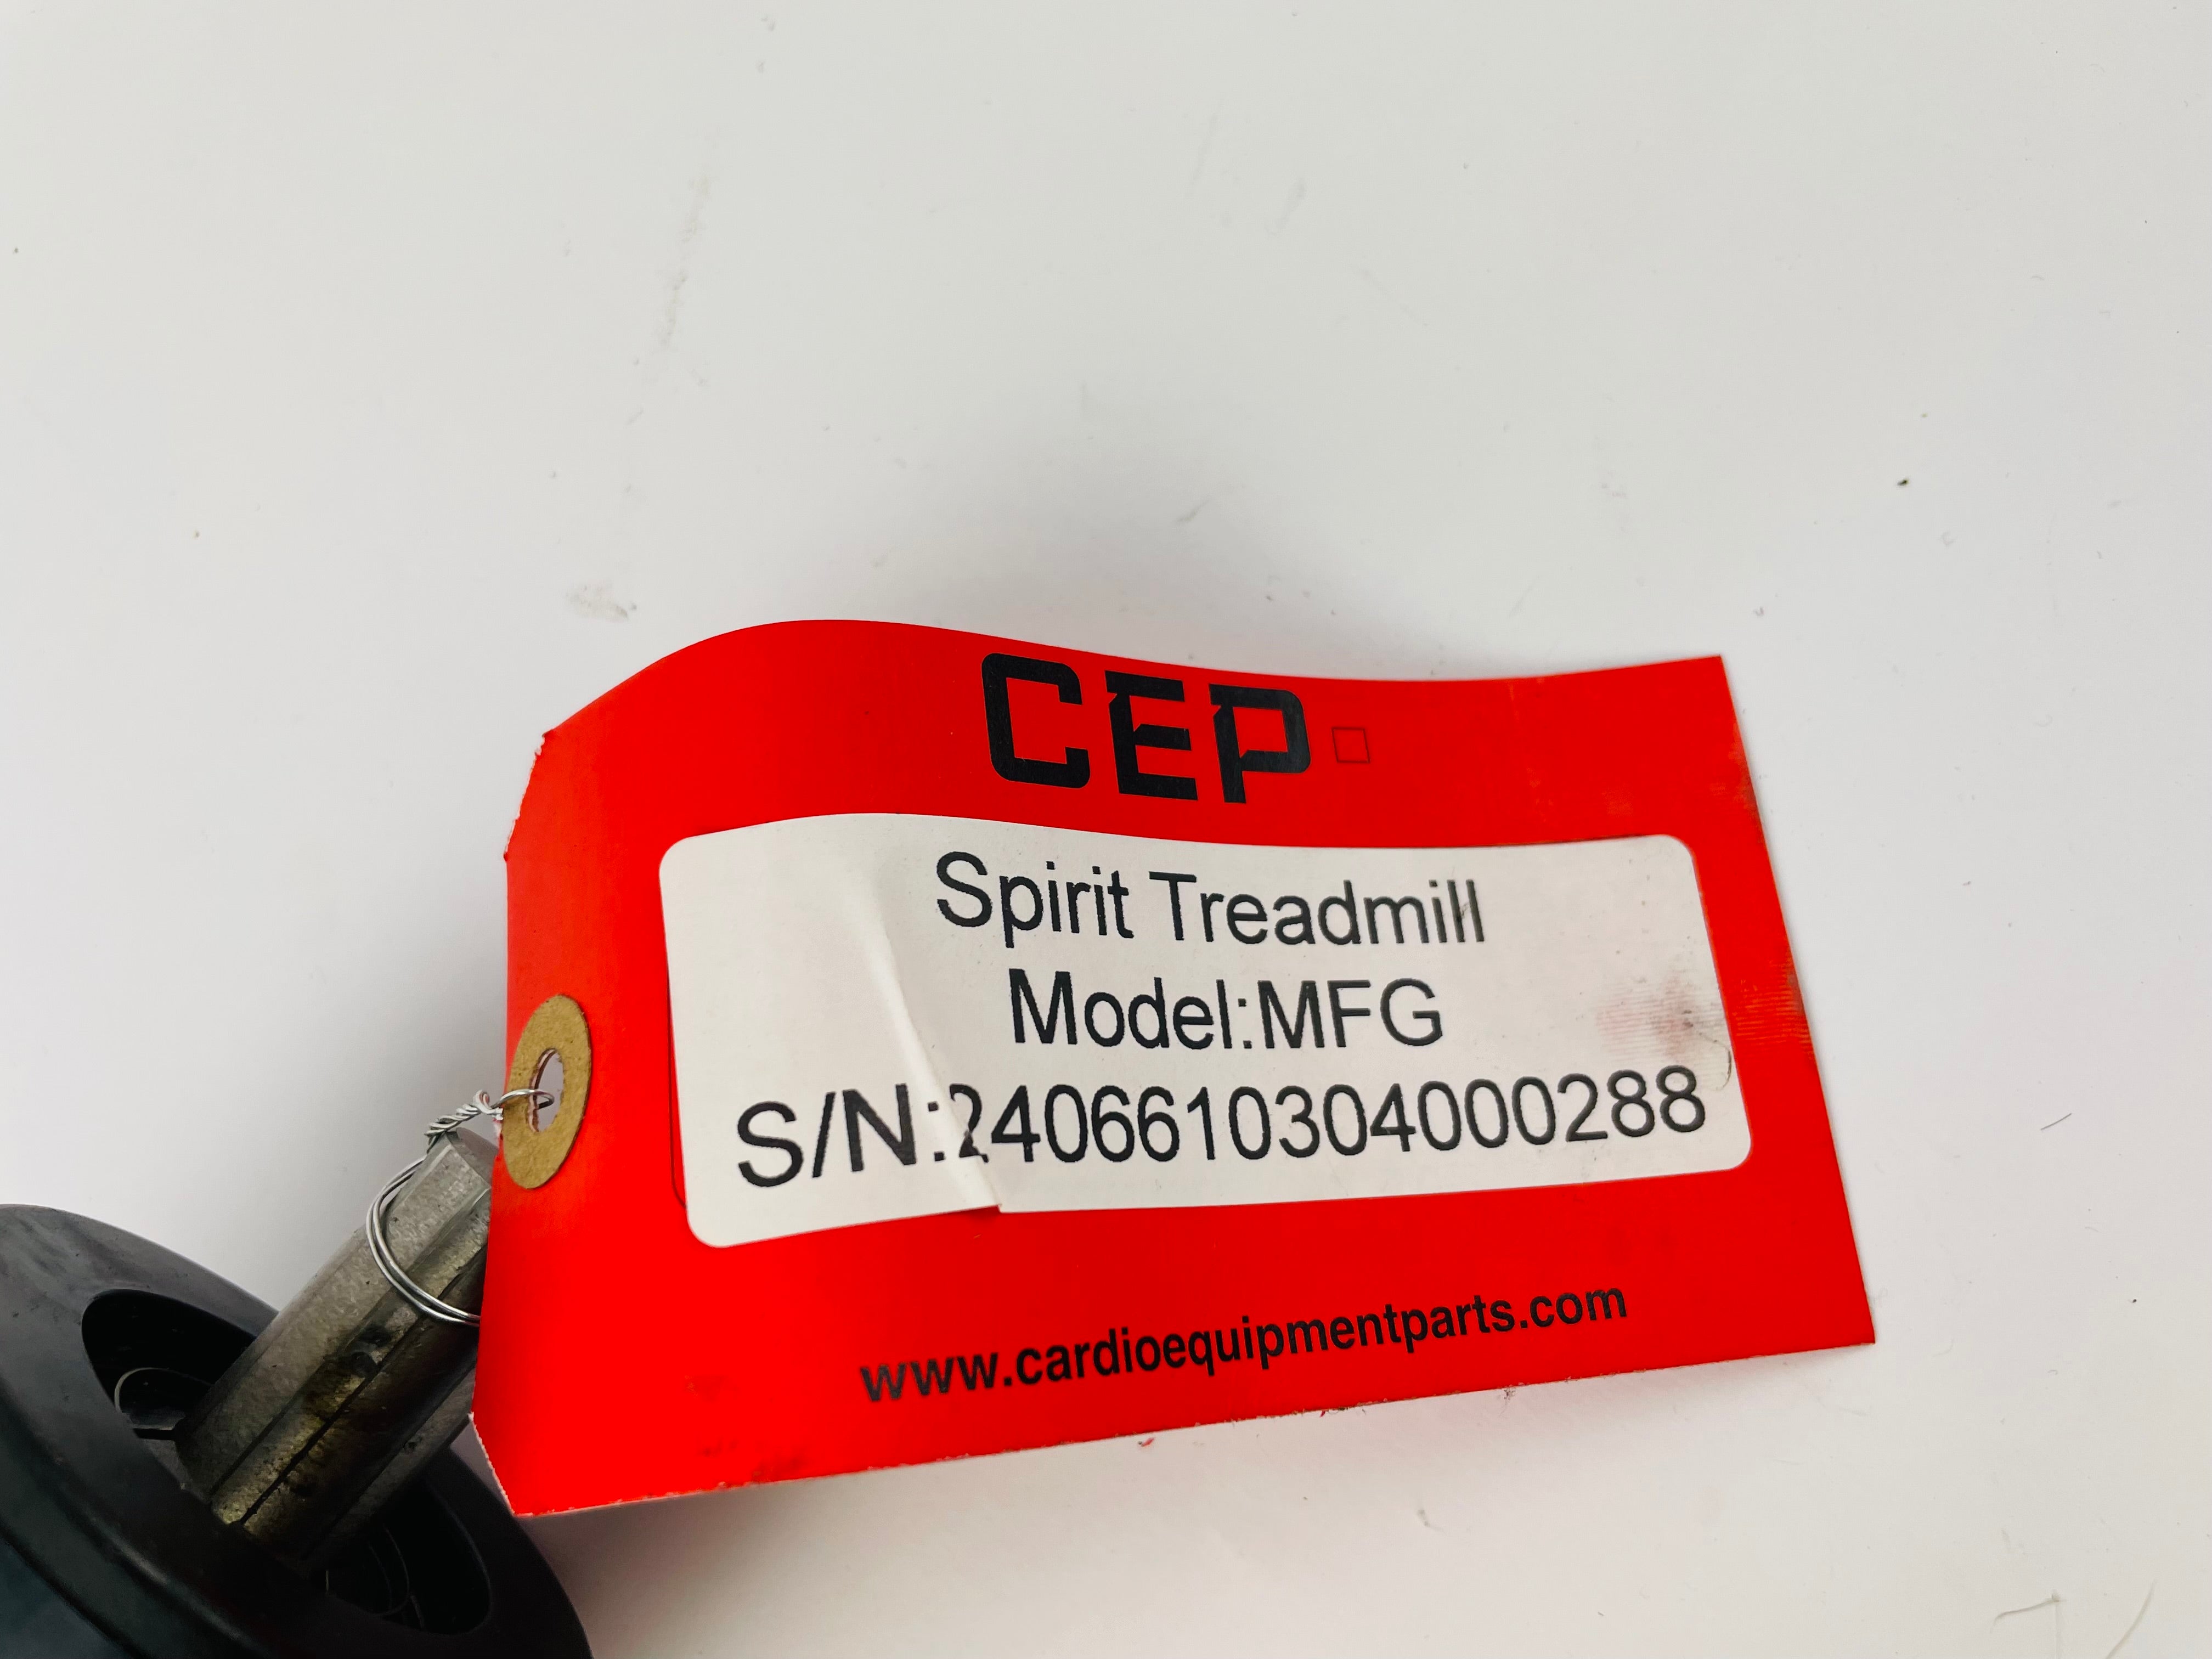 CEP
Spirit Treadmill
Model:MFG
S/N:2406610304000288
www.cardioequipmentparts.com